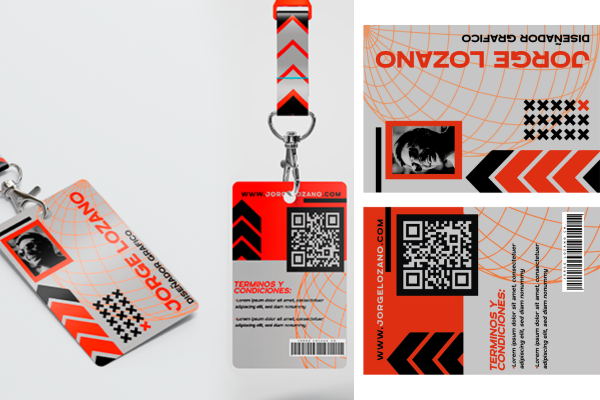 JORGE LOZANO
DISEÑADOR GRAFICO
WWW.JORGELOZANO.COM
TERMINOS Y
CONDICIONES:
·Lorem ipsum dolor sit amet, consectetuer
adipiscing elit, sed diam nonummy
·Lorem ipsum dolor sit amet, consectetuer
adipiscing elit, sed diam nonummy
JORGE LOZANO
DISEÑADOR GRAFICO
WWW.JORGELOZANO.COM
TERMINOS Y
CONDICIONES:
·Lorem ipsum dolor sit amet, consectetuer
adipiscing elit, sed diam nonummy
·Lorem ipsum dolor sit amet, consectetuer
adipiscing elit, sed diam nonummy